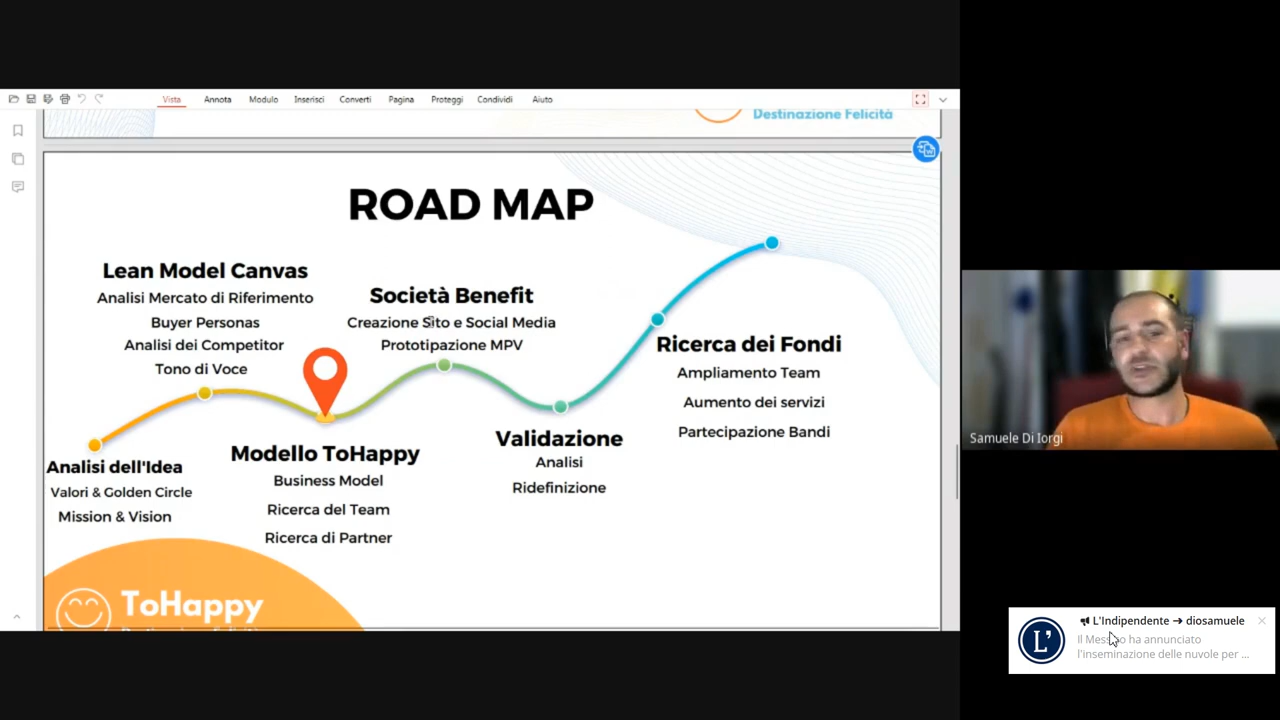 Vista Annota Modulo Inserisci Converti Pagina Proteggi Condividi Aiuto
Destinazione Felicità
ROAD MAP
Lean Model Canvas
Analisi Mercato di Riferimento
Buyer Personas
Analisi dei Competitor
Tono di Voce
Società Benefit
Creazione Sito e Social Media
Prototipazione MPV
Ricerca dei Fondi
Ampliamento Team
Aumento dei servizi
Partecipazione Bandi
Analisi dell'Idea
Valori & Golden Circle
Mission & Vision
Modello ToHappy
Business Model
Ricerca del Team
Ricerca di Partner
Validazione
Analisi
Ridefinizione
ToHappy
Samuele Di Iorgi
L'
L'Indipendente ➔ diosamuele
Il Messico ha annunciato
l'inseminazione delle nuvole per ...